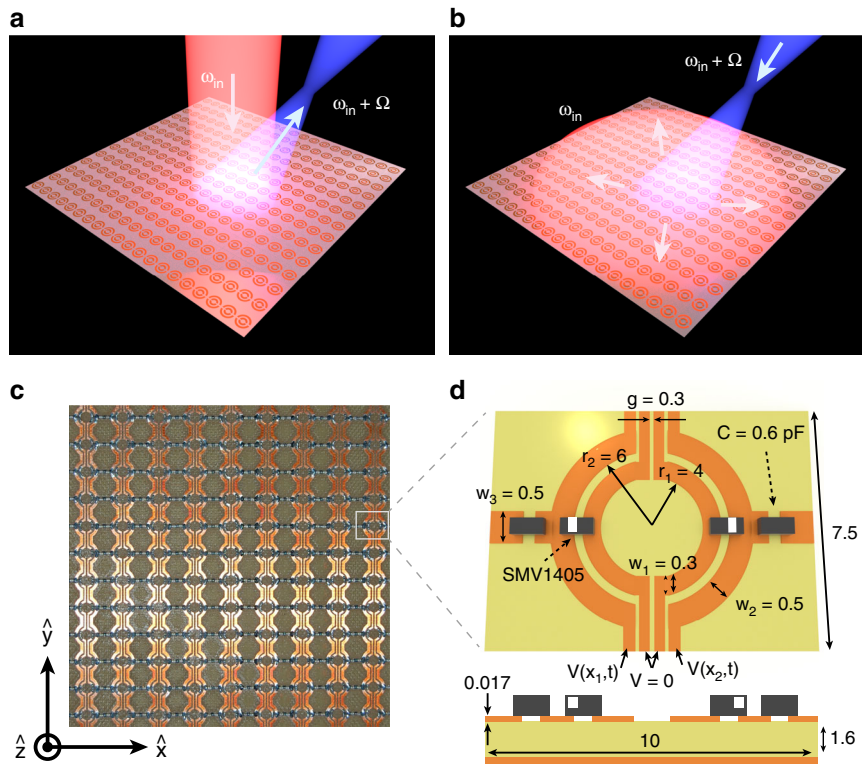 a
ω_in
ω_in + Ω
b
ω_in + Ω
ω_in
c
ŷ
ẑ
x̂
d
g = 0.3
C = 0.6 pF
r_2 = 6
r_1 = 4
w_3 = 0.5
7.5
SMV1405
w_1 = 0.3
w_2 = 0.5
V(x_1,t)
V = 0
V(x_2,t)
0.017
10
1.6